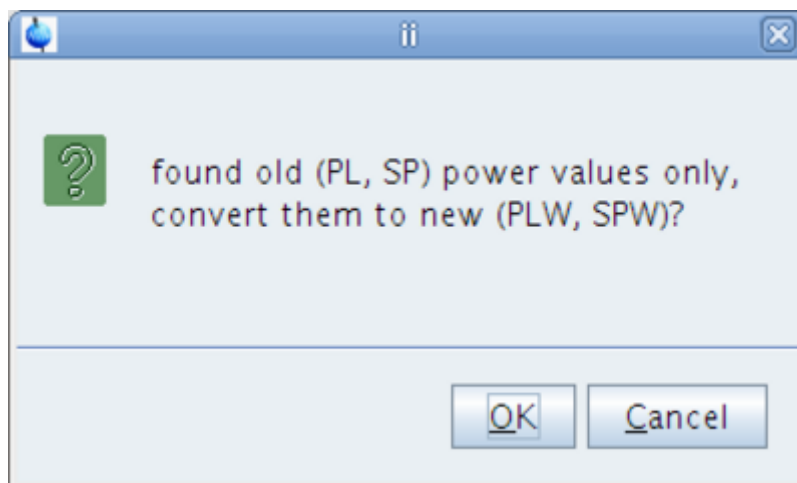 ii
found old (PL, SP) power values only,
convert them to new (PLW, SPW)?
OK
Cancel